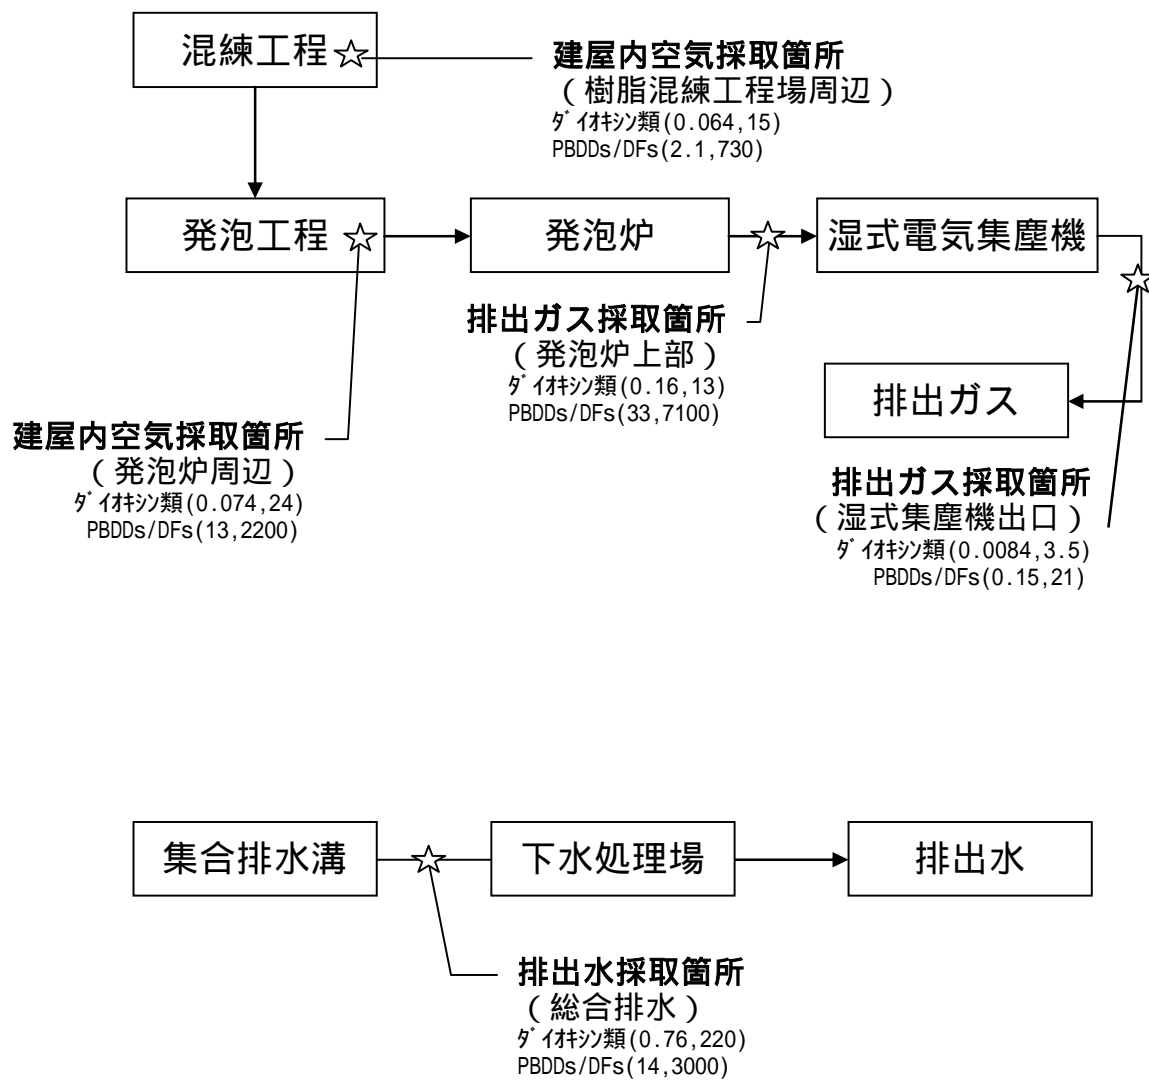 混練工程
建屋内空気採取箇所
（樹脂混練工程場周辺）
ﾀﾞｲｵｷｼﾝ類(0.064,15)
PBDDs/DFs(2.1,730)
発泡工程
発泡炉
湿式電気集塵機
排出ガス採取箇所
（発泡炉上部）
ﾀﾞｲｵｷｼﾝ類(0.16,13)
PBDDs/DFs(33,7100)
排出ガス
建屋内空気採取箇所
（発泡炉周辺）
ﾀﾞｲｵｷｼﾝ類(0.074,24)
PBDDs/DFs(13,2200)
排出ガス採取箇所
（湿式集塵機出口）
ﾀﾞｲｵｷｼﾝ類(0.0084,3.5)
PBDDs/DFs(0.15,21)
集合排水溝
下水処理場
排出水
排出水採取箇所
（総合排水）
ﾀﾞｲｵｷｼﾝ類(0.76,220)
PBDDs/DFs(14,3000)